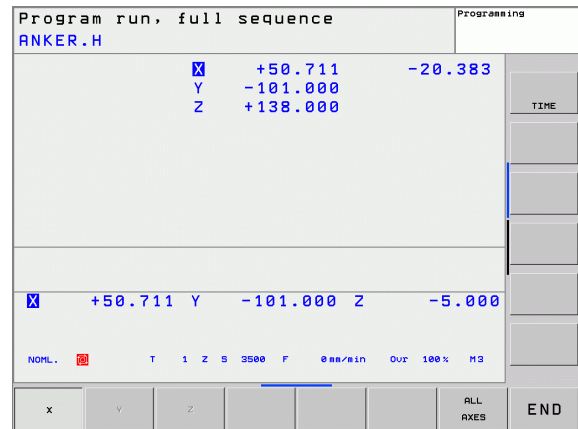 Program run, full sequence
Programming
ANKER.H
X +50.711 -20.383
Y -101.000
Z +138.000
TIME
X +50.711 Y -101.000 Z -5.000
NOML. T 1 Z S 3500 F 0mm/min Ovr 100% M3
X Y Z ALL AXES END